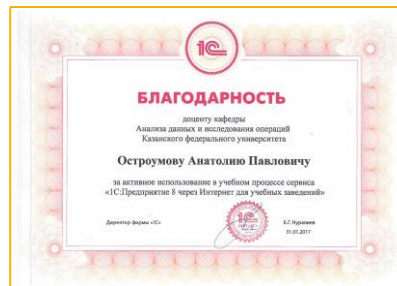 1С
БЛАГОДАРНОСТЬ
доценту кафедры
Анализа данных и исследования операций
Казанского федерального университета
Остроумову Анатолию Павловичу
за активное использование в учебном процессе сервиса
«1С:Предприятие 8 через Интернет для учебных заведений»
Директор фирмы «1С»
1С
Б.Г. Нуралиев
31.01.2017